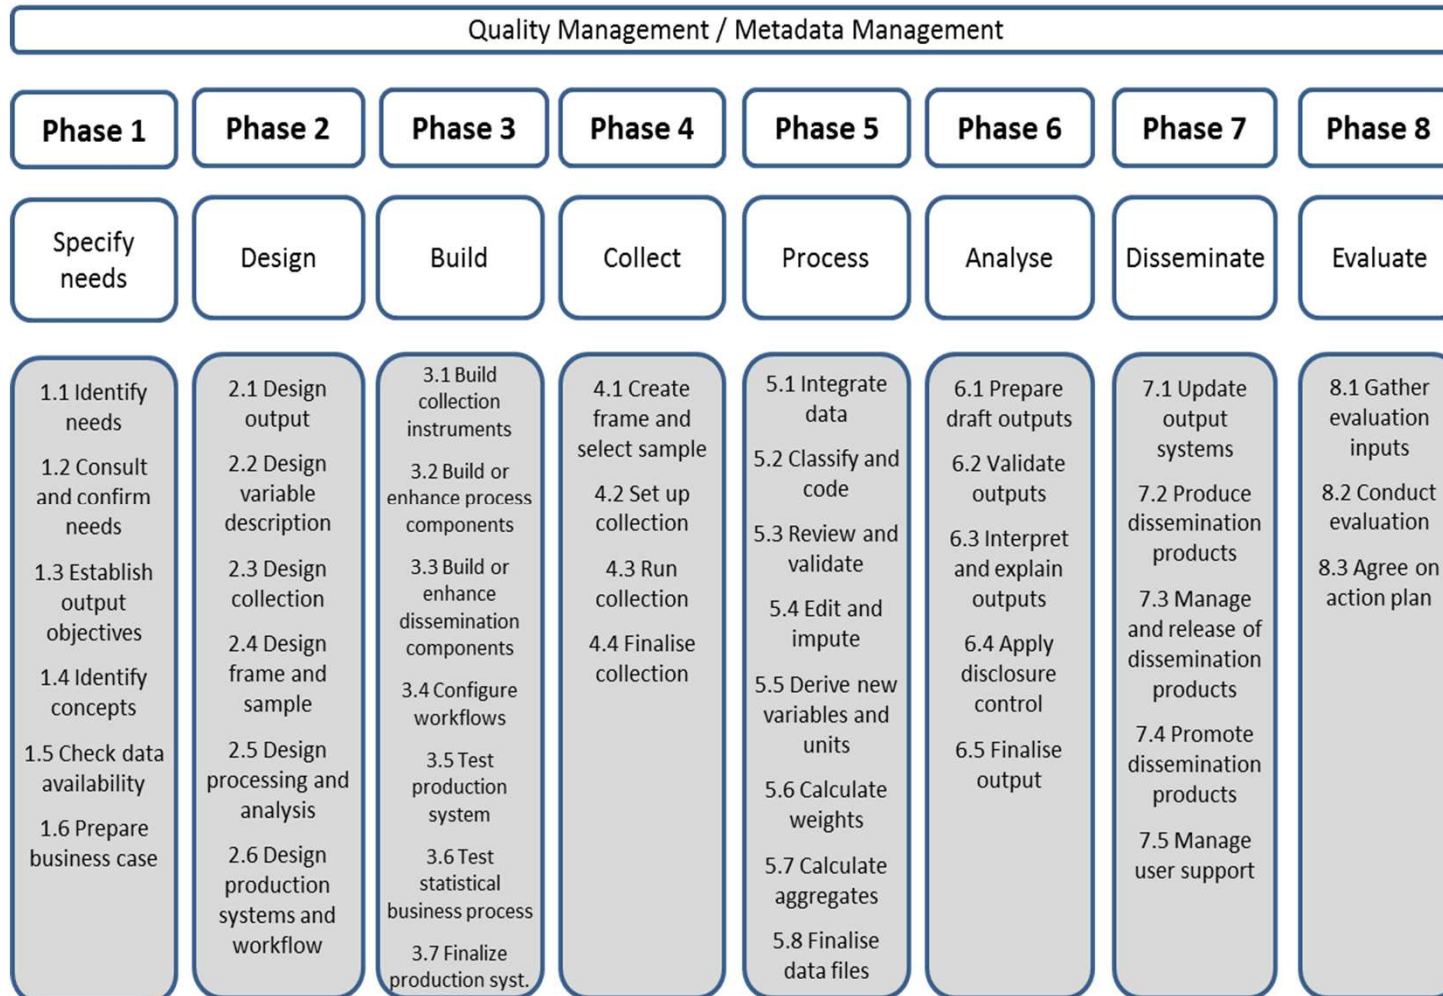 Quality Management / Metadata Management
Phase 1
Phase 2
Phase 3
Phase 4
Phase 5
Phase 6
Phase 7
Phase 8
Specify
needs
Design
Build
Collect
Process
Analyse
Disseminate
Evaluate
1.1 Identify
needs
1.2 Consult
and confirm
needs
1.3 Establish
output
objectives
1.4 Identify
concepts
1.5 Check data
availability
1.6 Prepare
business case
2.1 Design
output
2.2 Design
variable
description
2.3 Design
collection
2.4 Design
frame and
sample
2.5 Design
processing and
analysis
2.6 Design
production
systems and
workflow
3.1 Build
collection
instruments
3.2 Build or
enhance process
components
3.3 Build or
enhance
dissemination
components
3.4 Configure
workflows
3.5 Test
production
system
3.6 Test
statistical
business process
3.7 Finalize
production syst.
4.1 Create
frame and
select sample
4.2 Set up
collection
4.3 Run
collection
4.4 Finalise
collection
5.1 Integrate
data
5.2 Classify and
code
5.3 Review and
validate
5.4 Edit and
impute
5.5 Derive new
variables and
units
5.6 Calculate
weights
5.7 Calculate
aggregates
5.8 Finalise
data files
6.1 Prepare
draft outputs
6.2 Validate
outputs
6.3 Interpret
and explain
outputs
6.4 Apply
disclosure
control
6.5 Finalise
output
7.1 Update
output
systems
7.2 Produce
dissemination
products
7.3 Manage
and release of
dissemination
products
7.4 Promote
dissemination
products
7.5 Manage
user support
8.1 Gather
evaluation
inputs
8.2 Conduct
evaluation
8.3 Agree on
action plan